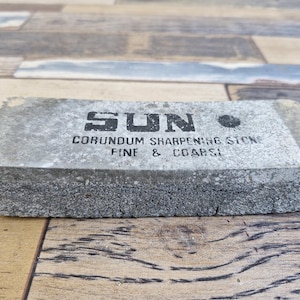 SUN
CORUNDUM SHARPENING STONE
FINE & COARSE